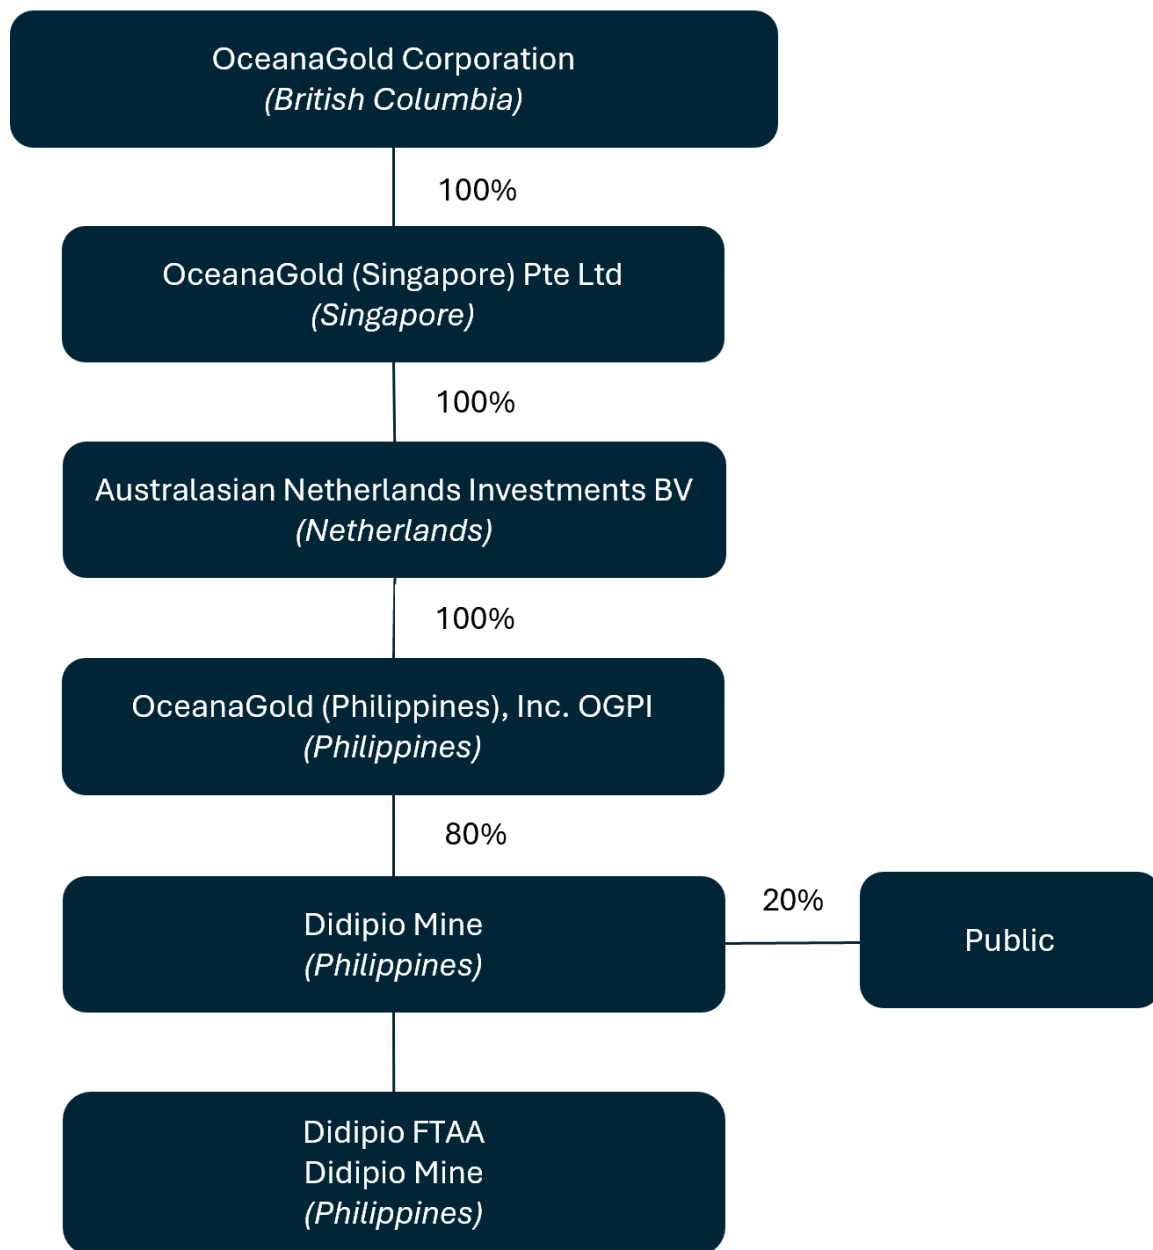 OceanaGold Corporation
(British Columbia)
100%
OceanaGold (Singapore) Pte Ltd
(Singapore)
100%
Australasian Netherlands Investments BV
(Netherlands)
100%
OceanaGold (Philippines), Inc. OGPI
(Philippines)
80%
Didipio Mine
(Philippines)
20%
Public
Didipio FTAA
Didipio Mine
(Philippines)